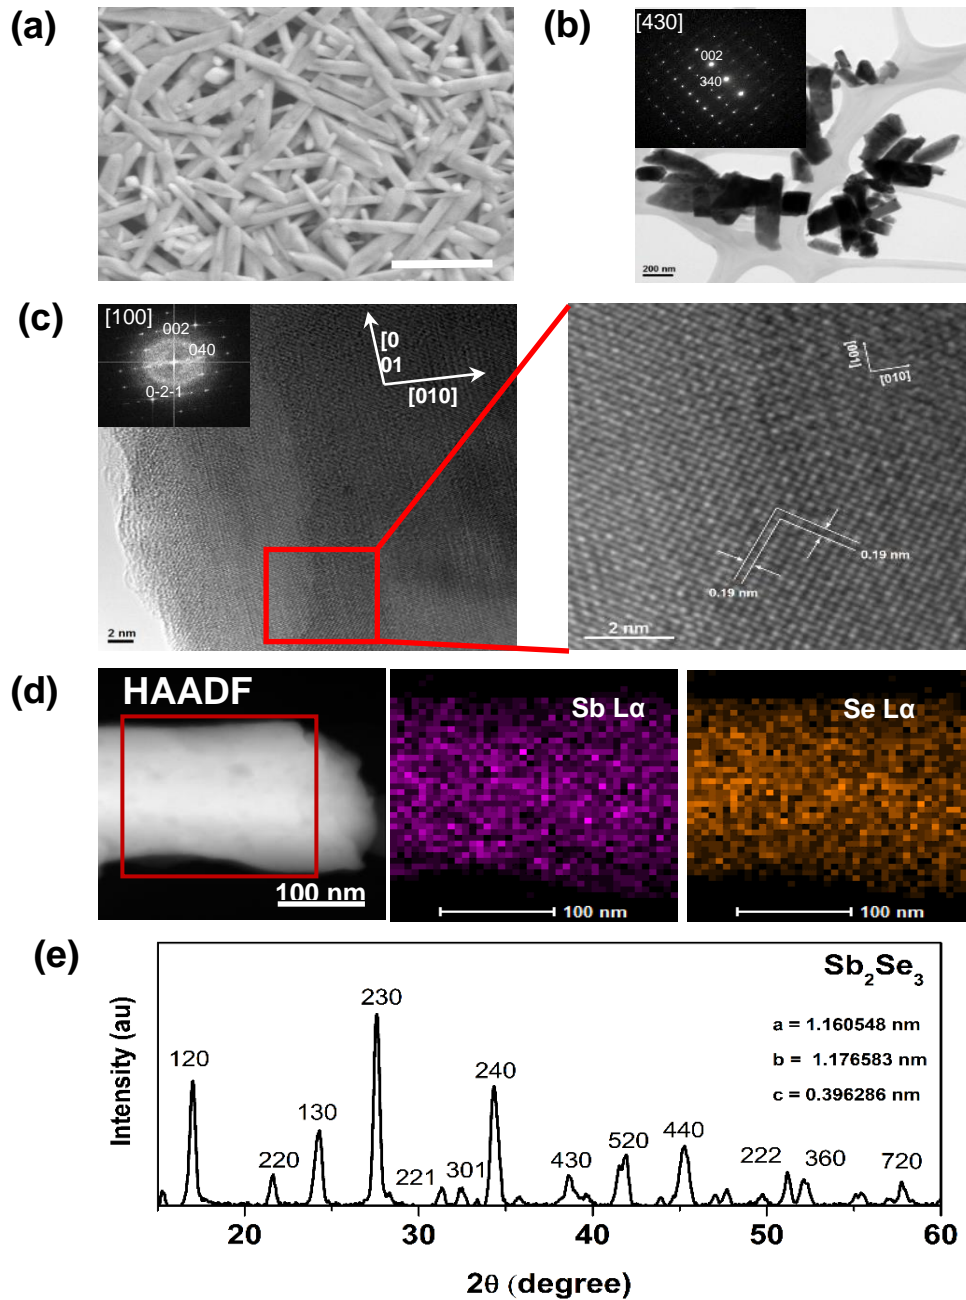 (a)
(b)
[430]
002
340
200 nm
(c)
[100]
002
040
0-2-1
[0
01
[010]
2 nm
[001]
[010]
0.19 nm
0.19 nm
2 nm
(d)
HAADF
100 nm
Sb Lα
100 nm
Se Lα
100 nm
(e)
Sb₂Se₃
a = 1.160548 nm
b = 1.176583 nm
c = 0.396286 nm
Intensity (au)
120
220
130
230
221
301
240
430
520
440
222
360
720
20
30
40
50
60
2θ (degree)